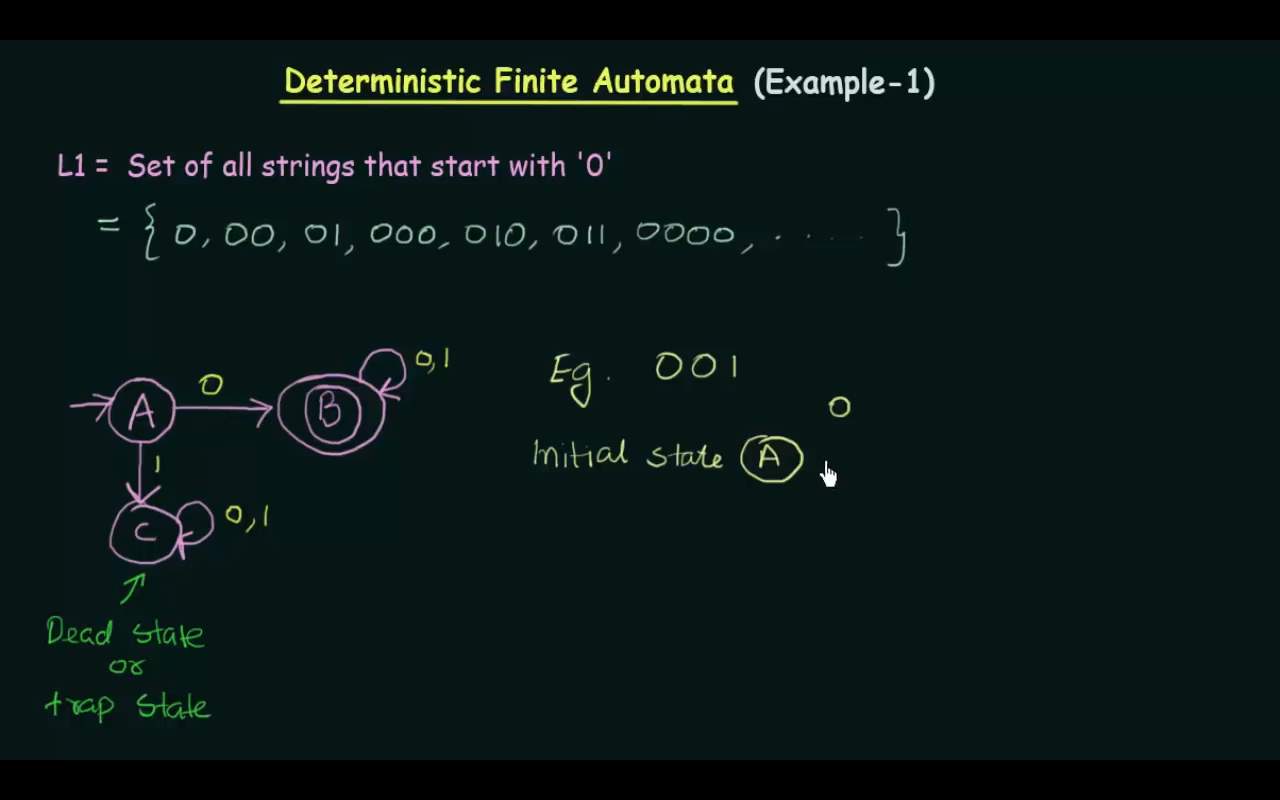 Deterministic Finite Automata (Example-1)
L1 = Set of all strings that start with '0'
= { 0, 00, 01, 000, 010, 011, 0000, ..... }
0,1
Eg. 001
0
A
B
0
Initial state A
1
C
0,1
Dead state
or
trap state